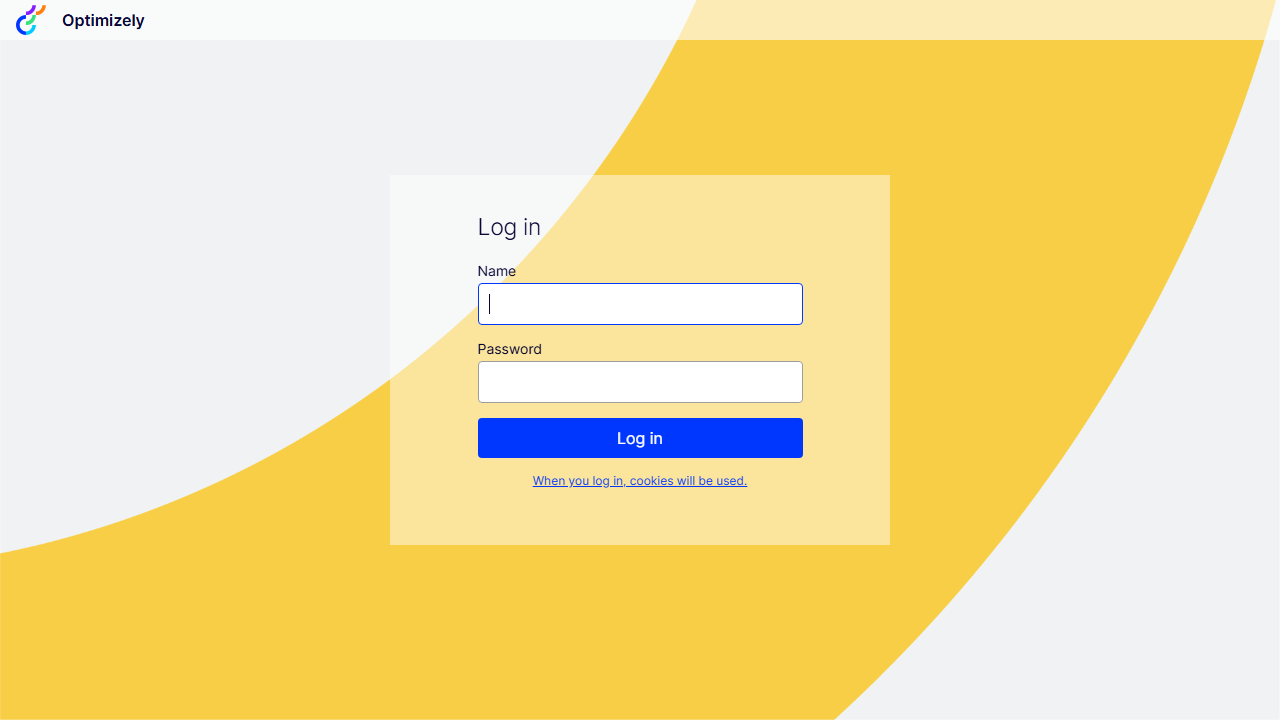 Optimizely
Log in
Name
Password
Log in
When you log in, cookies will be used.